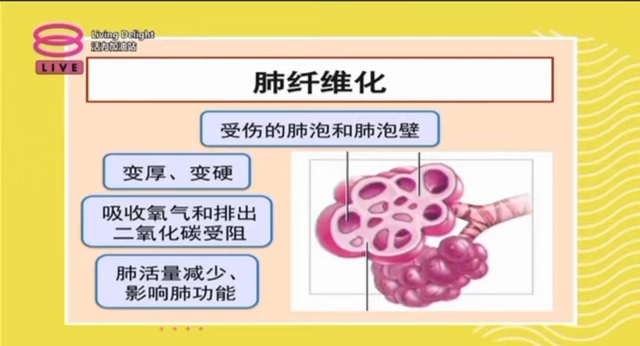 Living Delight
活力加油站
LIVE
肺纤维化
受伤的肺泡和肺泡壁
变厚、变硬
吸收氧气和排出
二氧化碳受阻
肺活量减少、
影响肺功能